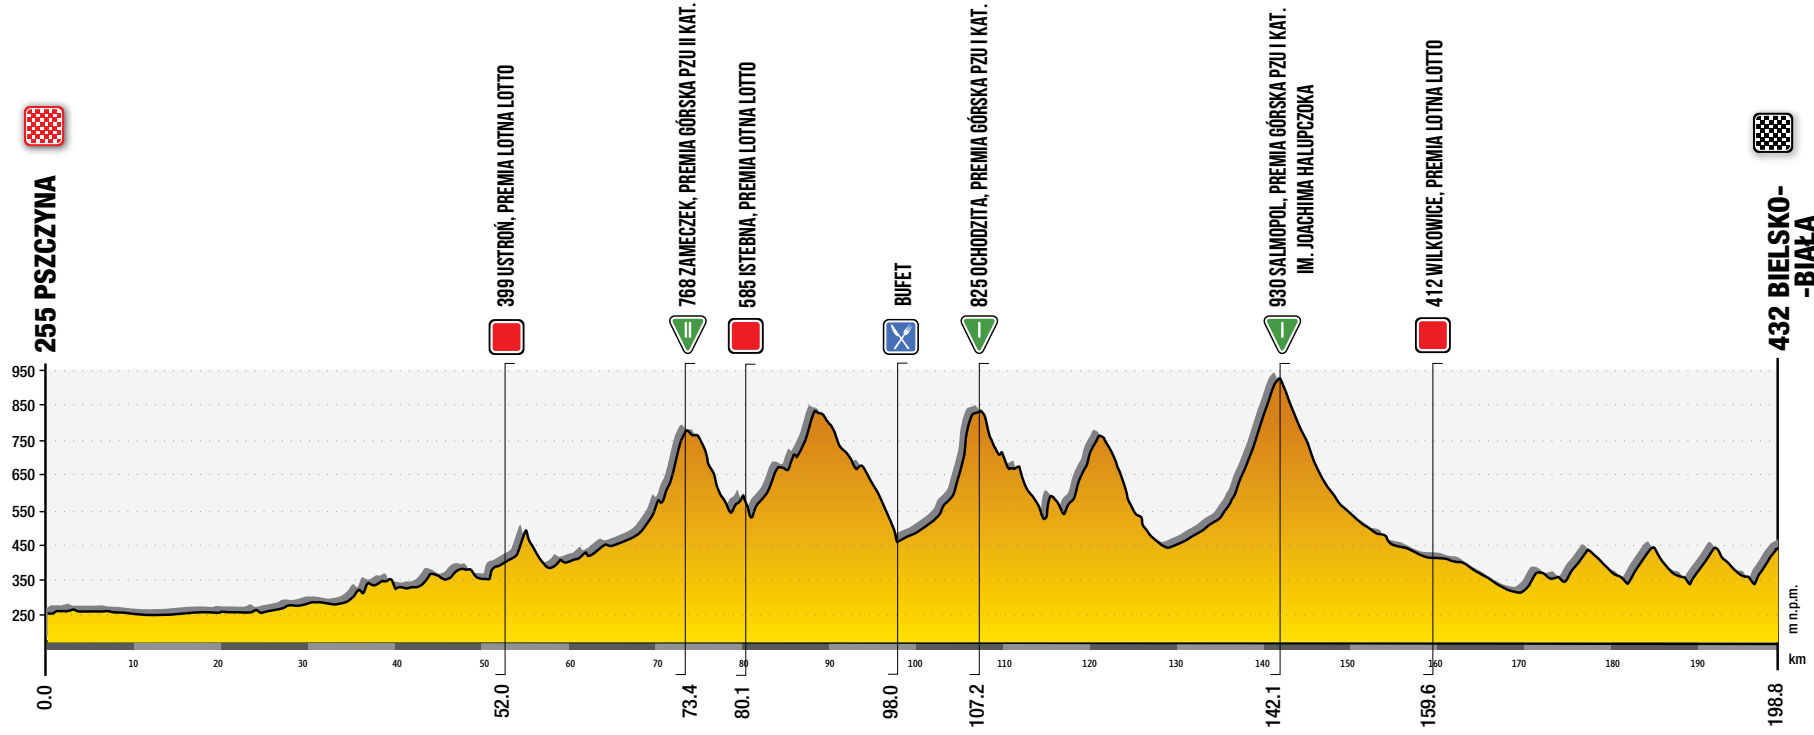 255 PSZCZYNA
399 USTROŃ, PREMIA LOTNA LOTTO
768 ZAMECZEK, PREMIA GÓRSKA PZU II KAT.
II
585 ISTEBNA, PREMIA LOTNA LOTTO
BUFET
825 OCHODZITA, PREMIA GÓRSKA PZU I KAT.
I
930 SALMOPOL, PREMIA GÓRSKA PZU I KAT.
IM. JOACHIMA HALUPCZOKA
I
412 WILKOWICE, PREMIA LOTNA LOTTO
432 BIELSKO-
-BIAŁA
950
850
750
650
550
450
350
250
m n.p.m.
10 20 30 40 50 60 70 80 90 100 110 120 130 140 150 160 170 180 190
km
0.0 52.0 73.4 80.1 98.0 107.2 142.1 159.6 198.8